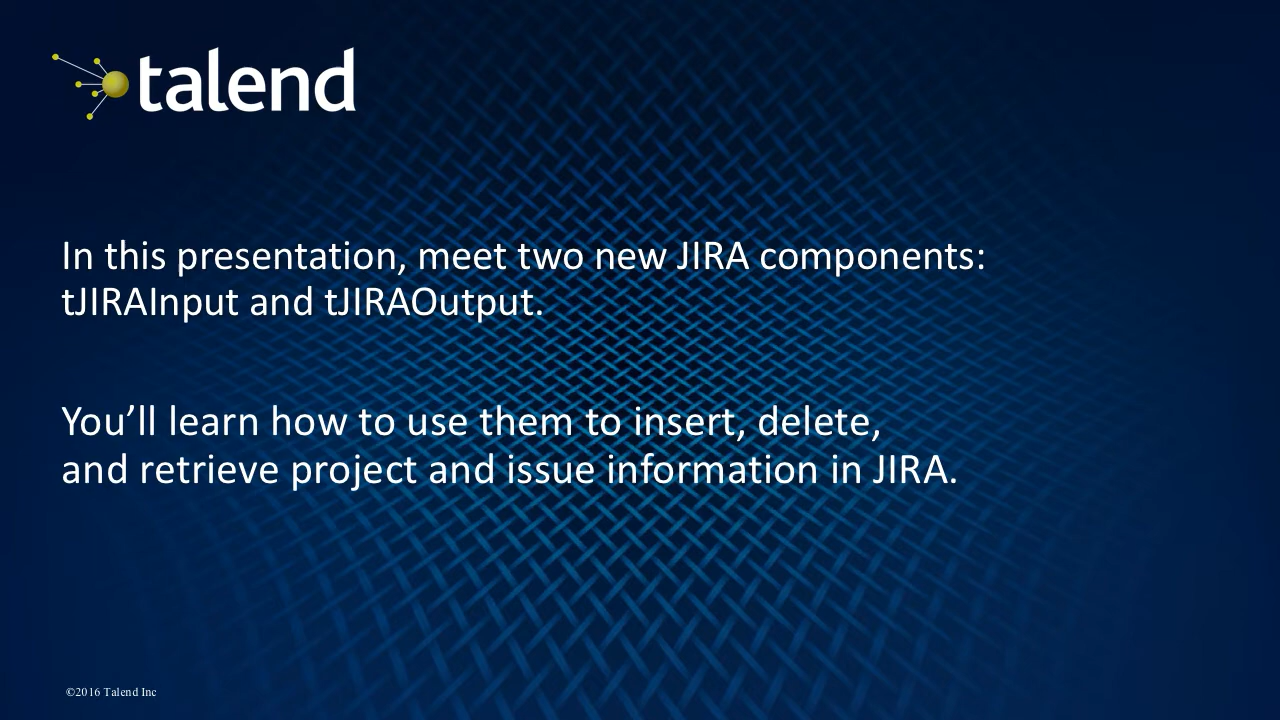 talend
In this presentation, meet two new JIRA components:
tJIRAInput and tJIRAOutput.
You’ll learn how to use them to insert, delete,
and retrieve project and issue information in JIRA.
©2016 Talend Inc